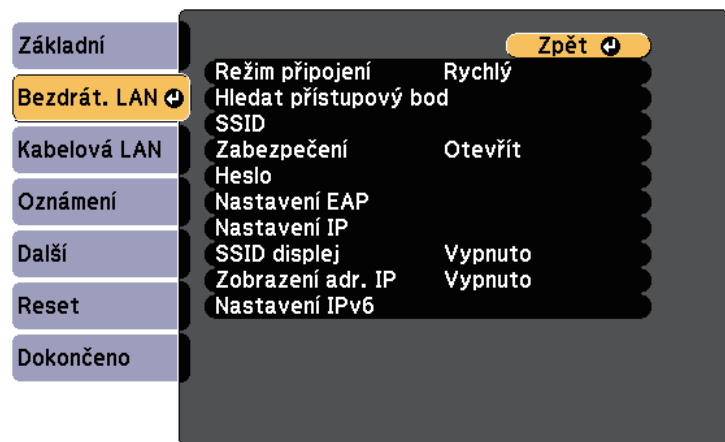 Základní
Bezdrát. LAN
Kabelová LAN
Oznámení
Další
Reset
Dokončeno
Zpět
Režim připojení Rychlý
Hledat přístupový bod
SSID
Zabezpečení Otevřít
Heslo
Nastavení EAP
Nastavení IP
SSID displej Vypnuto
Zobrazení adr. IP Vypnuto
Nastavení IPv6